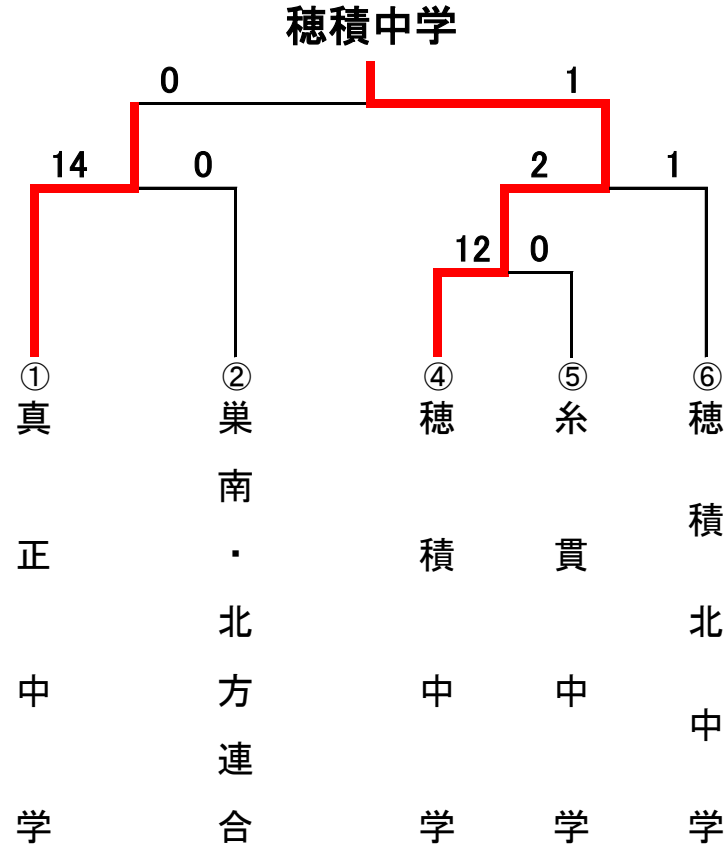 穂積中学
0 1
14 0 2 1
12 0
① ② ④ ⑤ ⑥
真正中学
巣南・北方連合
穂積中学
糸貫中学
穂積北中学